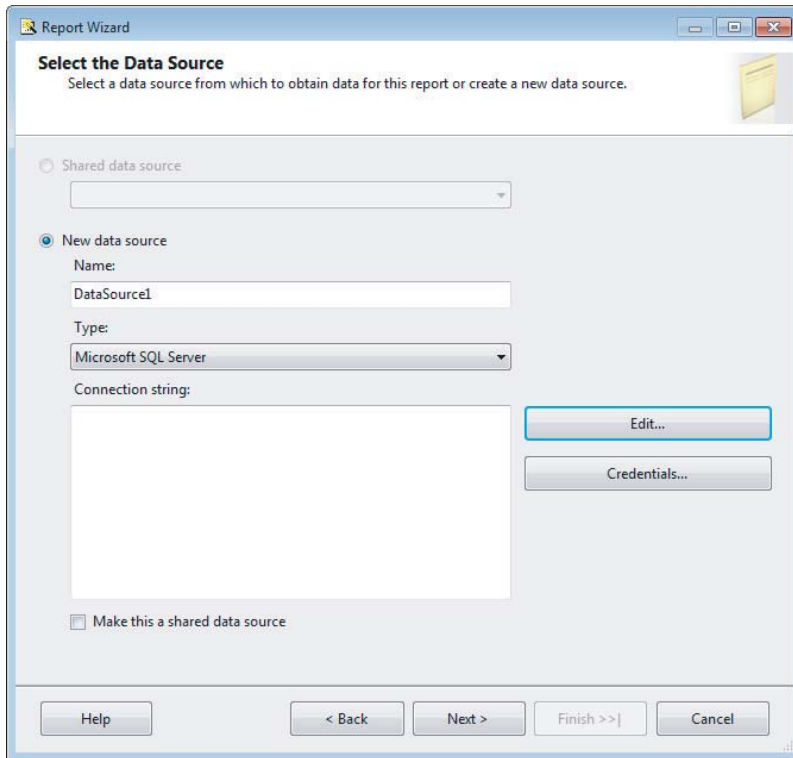 Report Wizard
Select the Data Source
Select a data source from which to obtain data for this report or create a new data source.
Shared data source
New data source
Name:
DataSource1
Type:
Microsoft SQL Server
Connection string:
Edit...
Credentials...
Make this a shared data source
Help
< Back
Next >
Finish >>|
Cancel